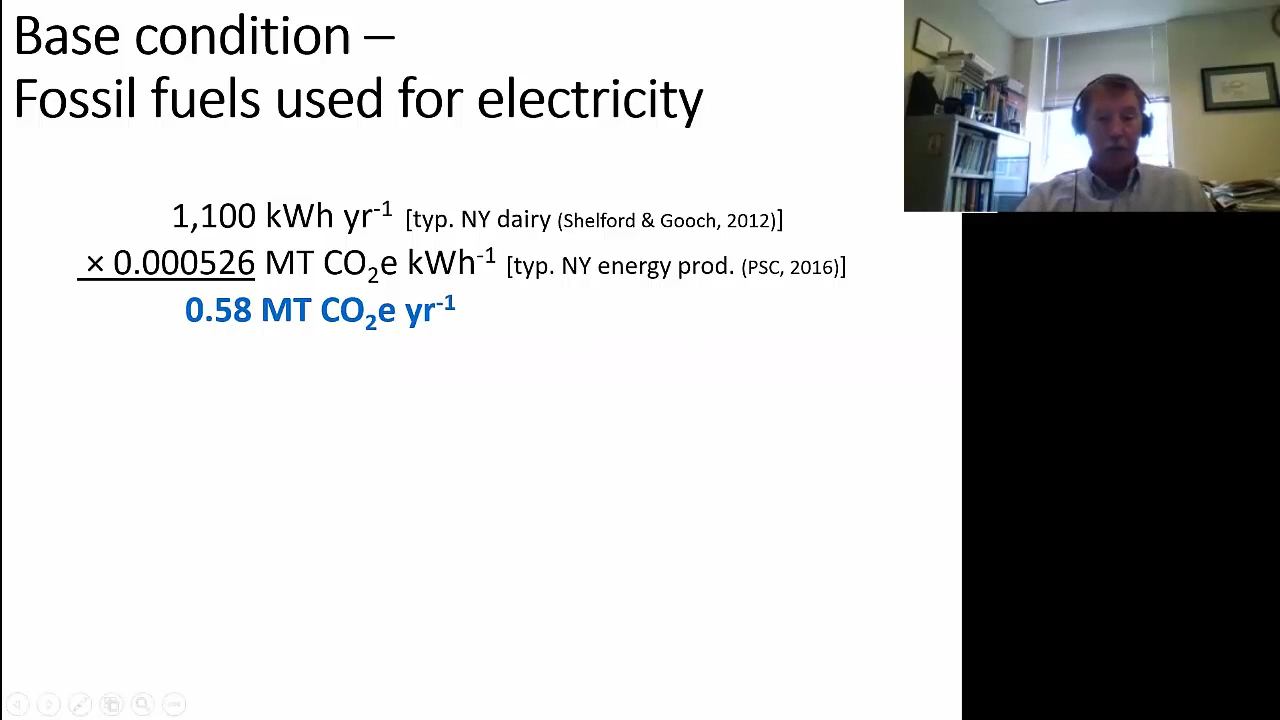 Base condition –
Fossil fuels used for electricity
1,100 kWh yr⁻¹ [typ. NY dairy (Shelford & Gooch, 2012)]
× 0.000526 MT CO₂e kWh⁻¹ [typ. NY energy prod. (PSC, 2016)]
0.58 MT CO₂e yr⁻¹